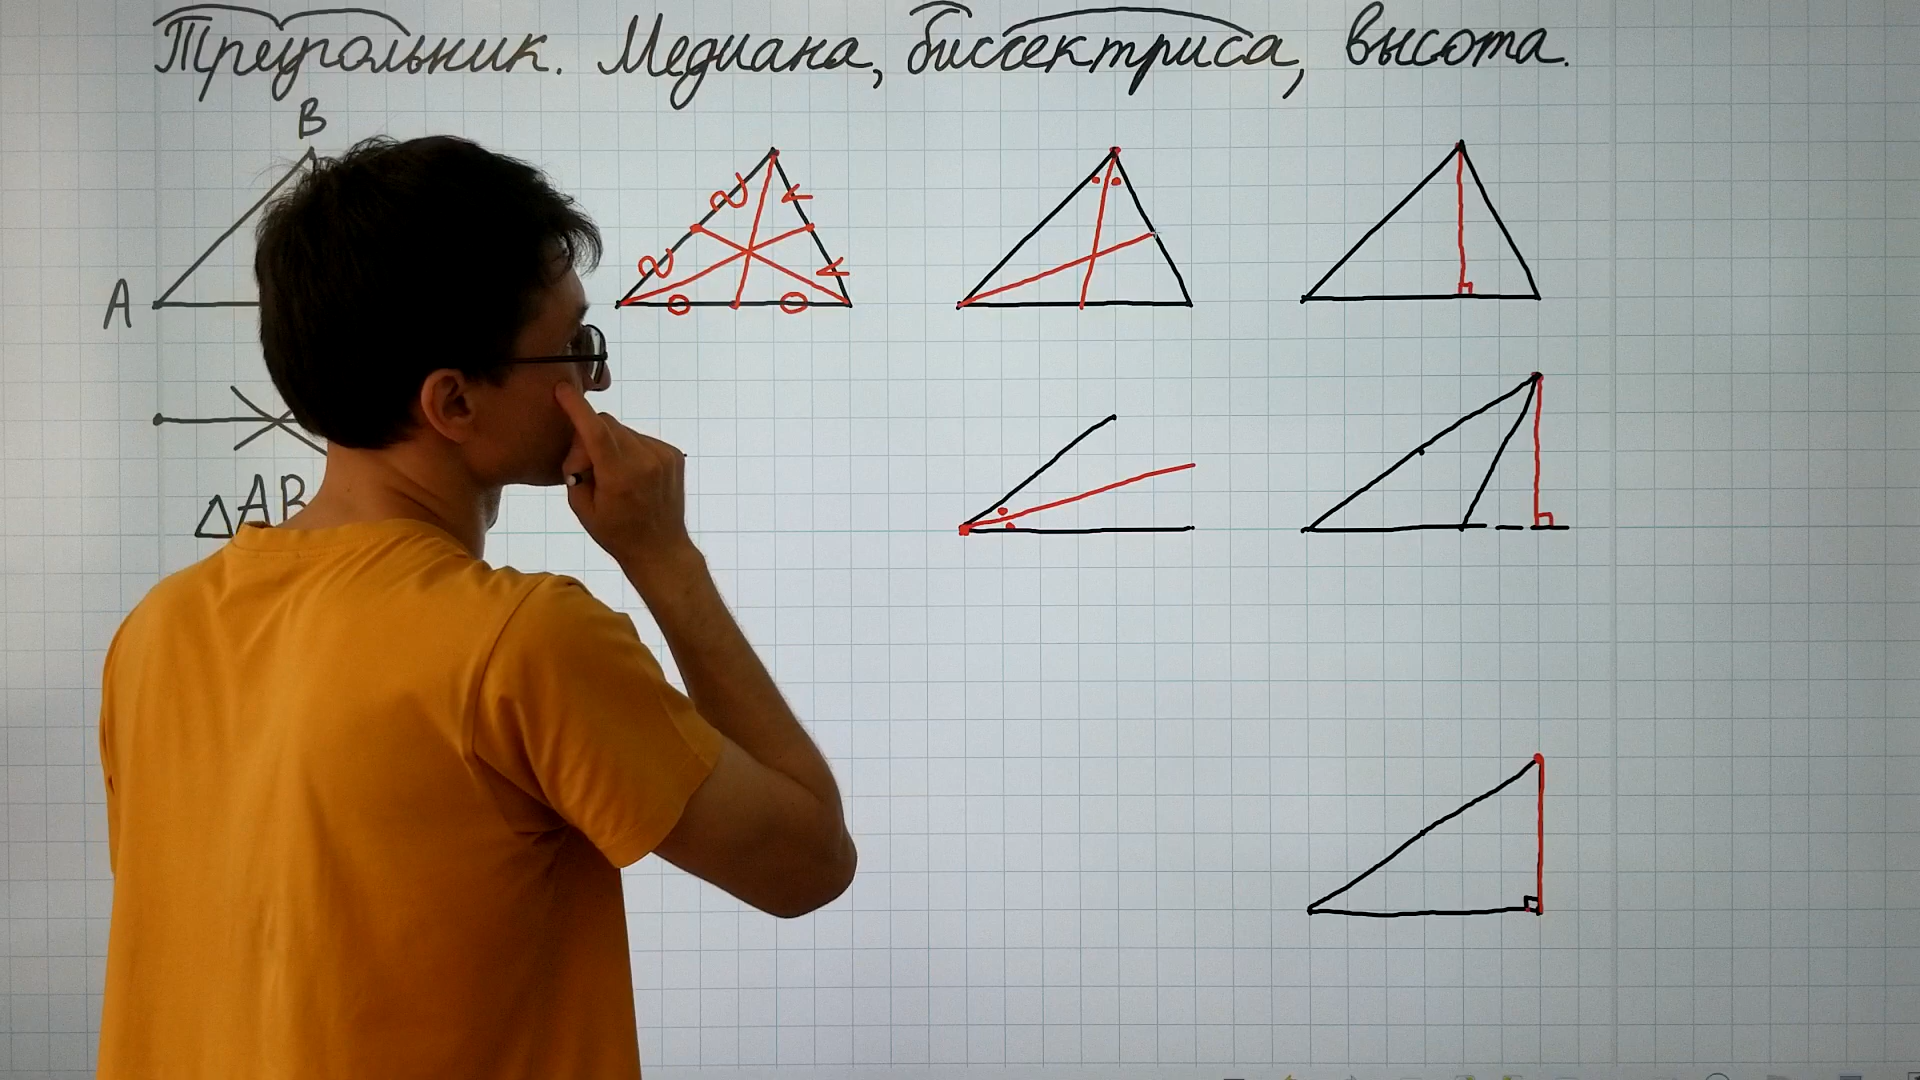 Треугольник. Медиана, биссектриса, высота.
B
A
ΔAB